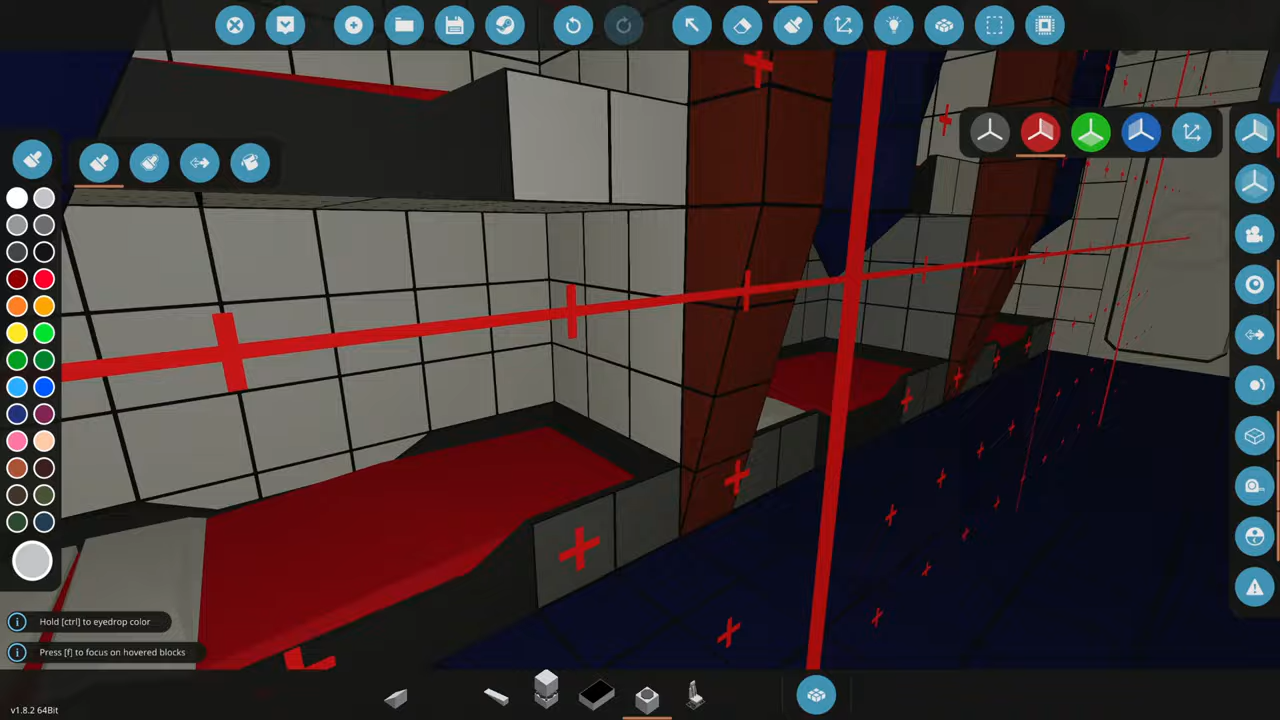 Hold [ctrl] to eyedrop color
Press [f] to focus on hovered blocks
v1.8.2 64Bit